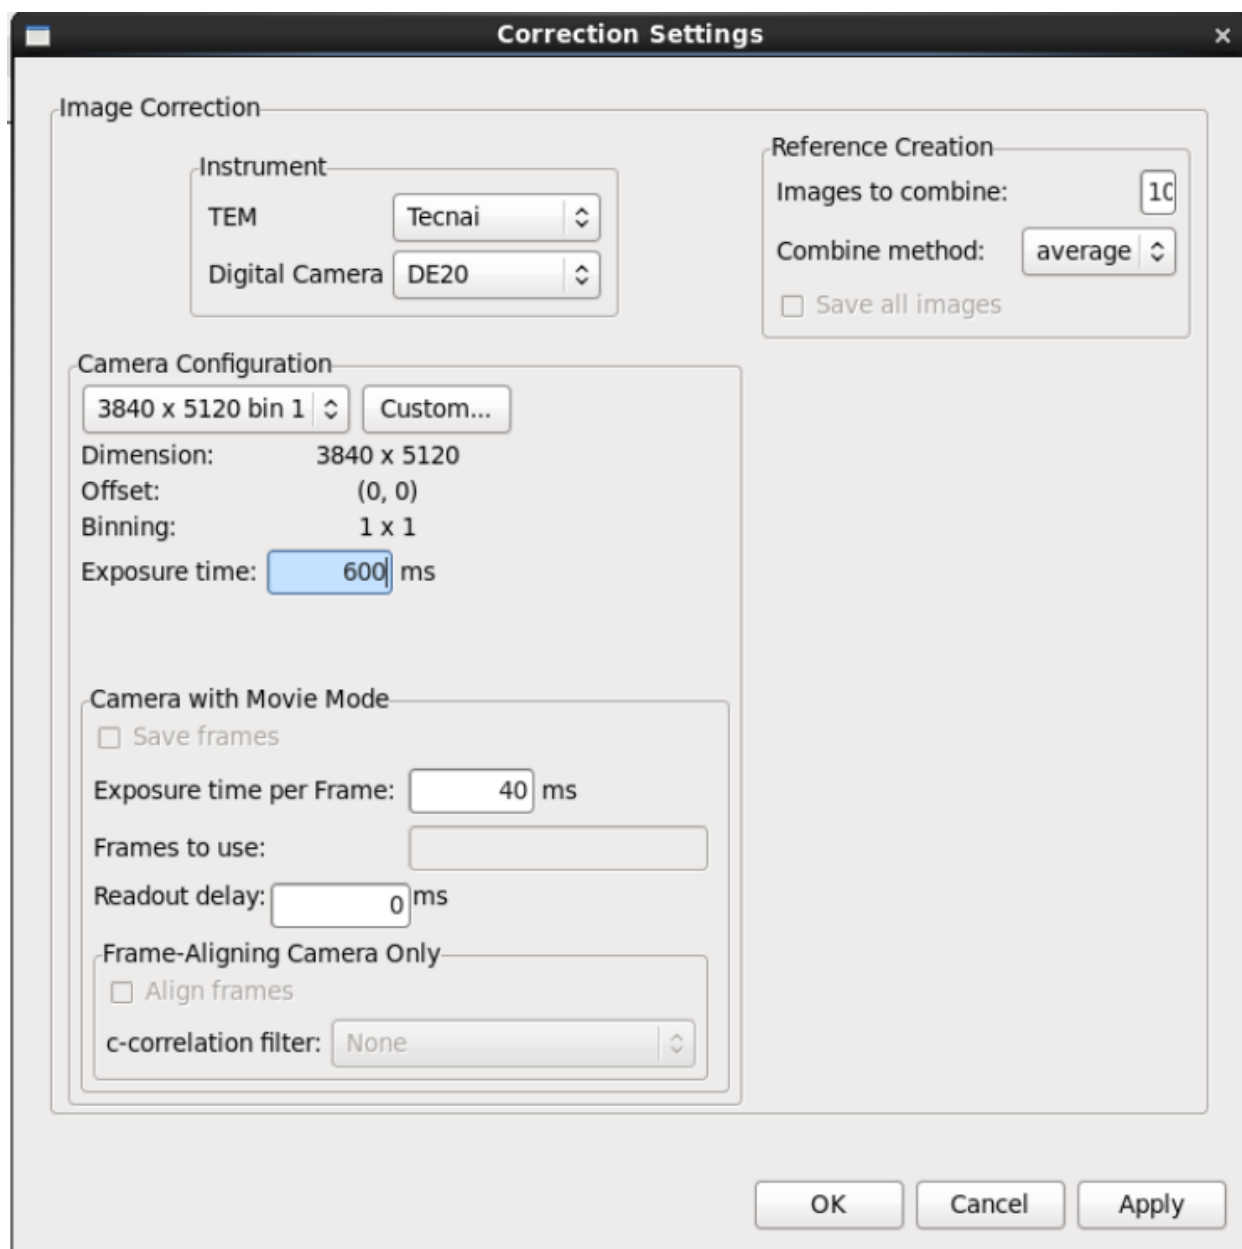 Correction Settings
Image Correction
Instrument
TEM Tecnai
Digital Camera DE20
Reference Creation
Images to combine: 10
Combine method: average
Save all images
Camera Configuration
3840 x 5120 bin 1 Custom...
Dimension: 3840 x 5120
Offset: (0, 0)
Binning: 1 x 1
Exposure time: 600 ms
Camera with Movie Mode
Save frames
Exposure time per Frame: 40 ms
Frames to use:
Readout delay: 0 ms
Frame-Aligning Camera Only
Align frames
c-correlation filter: None
OK Cancel Apply